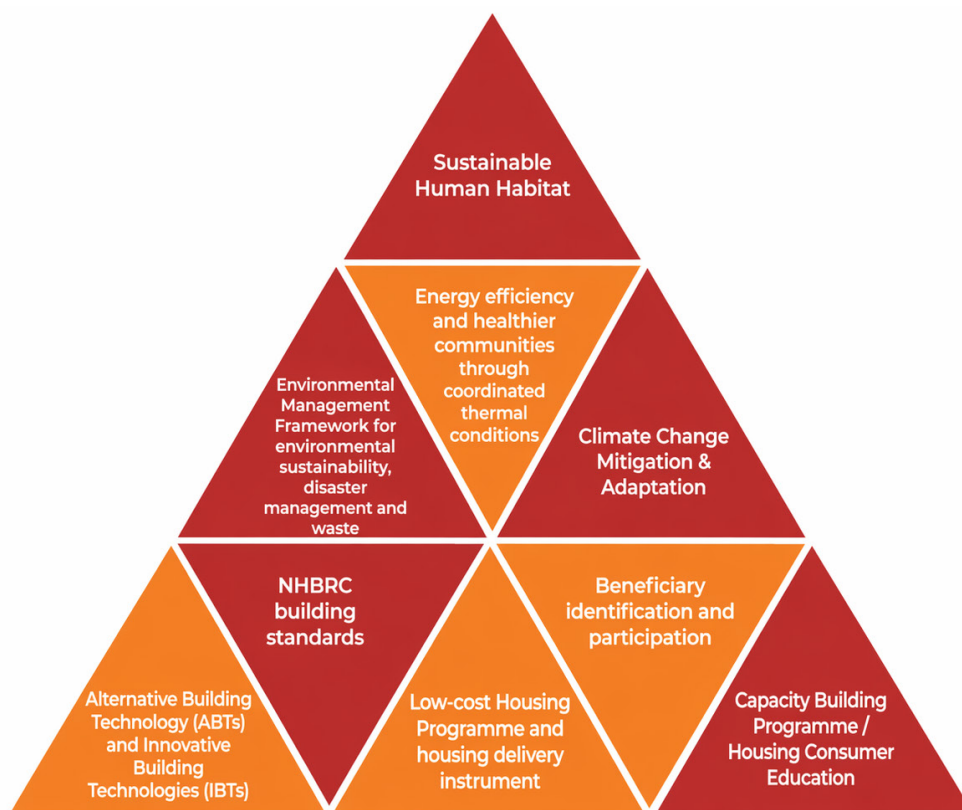 Sustainable
Human Habitat
Energy efficiency
and healthier
communities
through
coordinated
thermal
conditions
Environmental
Management
Framework for
environmental
sustainability,
disaster
management and
waste
Climate Change
Mitigation &
Adaptation
NHBRC
building
standards
Beneficiary
identification and
participation
Alternative Building
Technology (ABTs)
and Innovative
Building
Technologies (IBTs)
Low-cost Housing
Programme and
housing delivery
instrument
Capacity Building
Programme /
Housing Consumer
Education